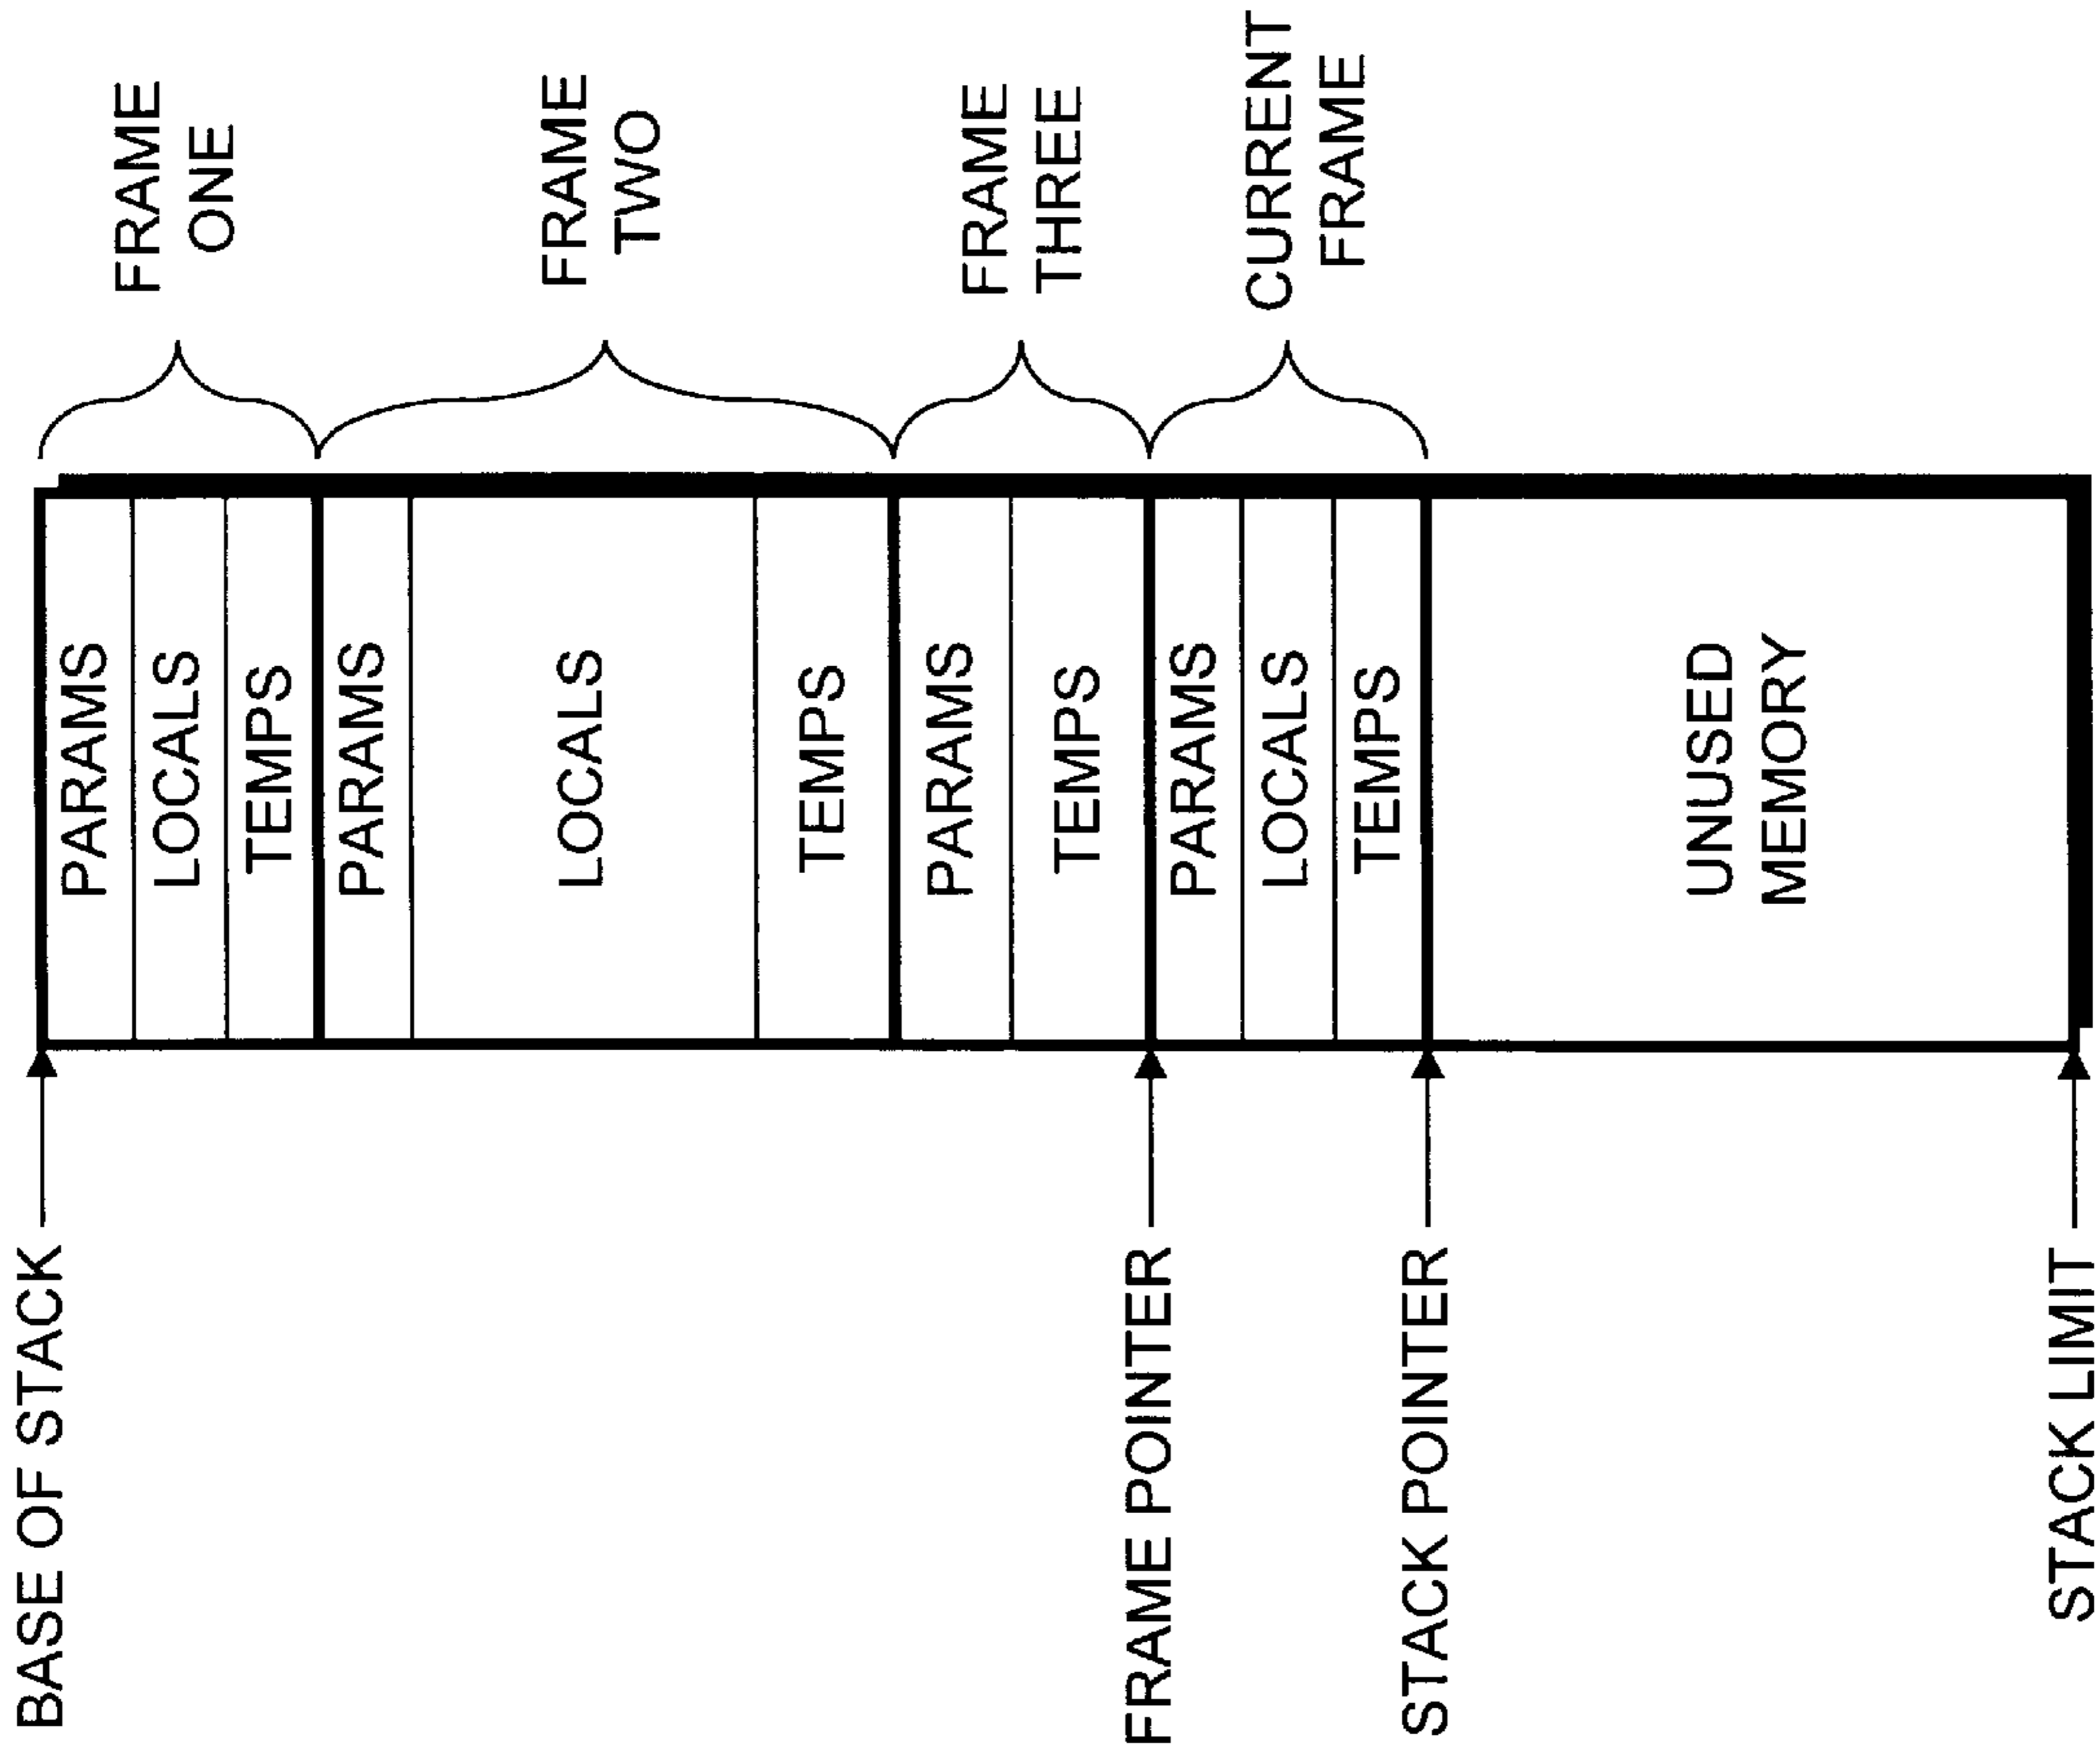 BASE OF STACK
FRAME POINTER
STACK POINTER
STACK LIMIT
PARAMS
LOCALS
TEMPS
PARAMS
LOCALS
TEMPS
PARAMS
TEMPS
PARAMS
LOCALS
TEMPS
UNUSED
MEMORY
FRAME
ONE
FRAME
TWO
FRAME
THREE
CURRENT
FRAME